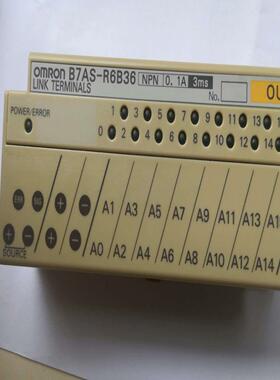 OMRON B7AS-R6B36 NPN 0.1A 3ms
LINK TERMINALS
No.
OU
POWER/ERROR
1 3 5 7 9 11 13
0 2 4 6 8 10 12 14
ERR SIG + −
A1 A3 A5 A7 A9 A11 A13
+ − + −
A0 A2 A4 A6 A8 A10 A12 A14
SOURCE